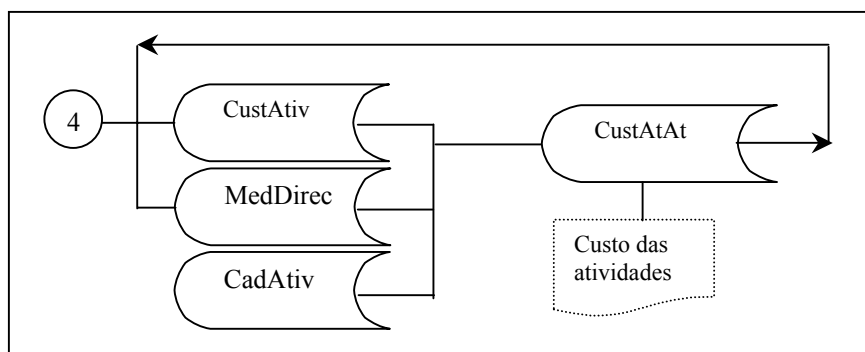 4
CustAtiv
MedDirec
CadAtiv
CustAtAt
Custo das
atividades